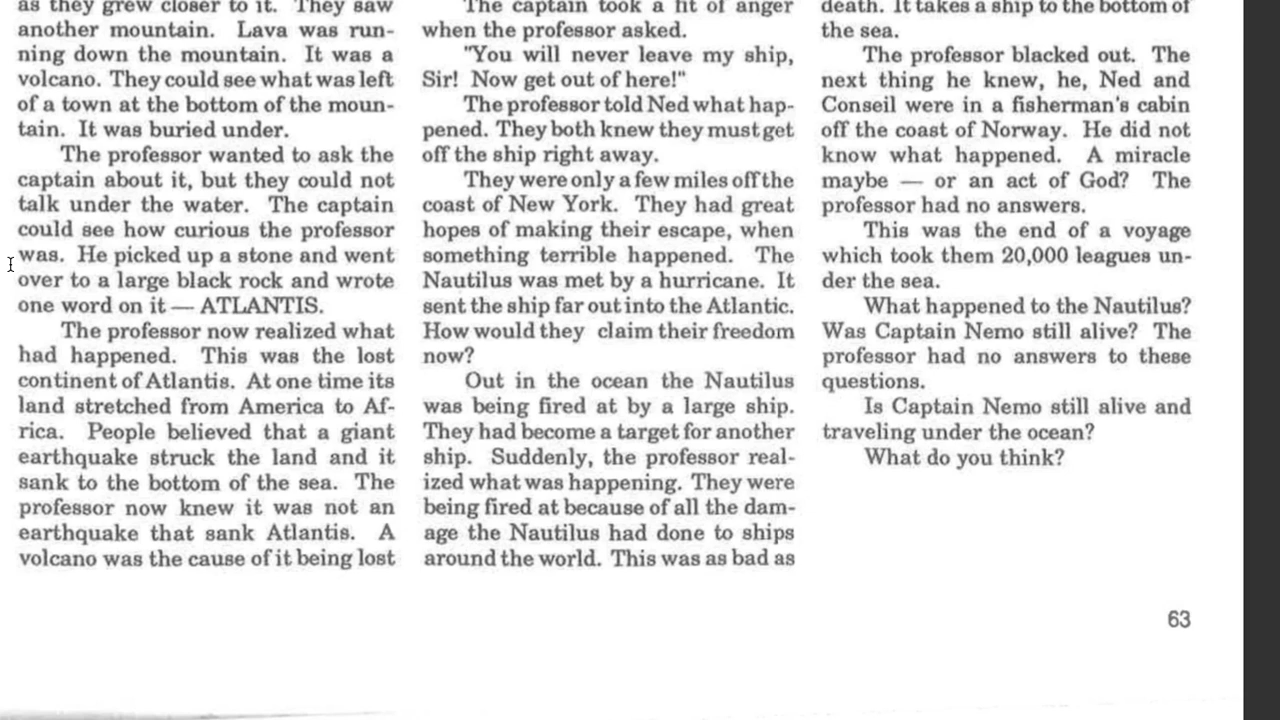 as they grew closer to it. They saw
another mountain. Lava was run-
ning down the mountain. It was a
volcano. They could see what was left
of a town at the bottom of the moun-
tain. It was buried under.
The professor wanted to ask the
captain about it, but they could not
talk under the water. The captain
could see how curious the professor
was. He picked up a stone and went
over to a large black rock and wrote
one word on it — ATLANTIS.
The professor now realized what
had happened. This was the lost
continent of Atlantis. At one time its
land stretched from America to Af-
rica. People believed that a giant
earthquake struck the land and it
sank to the bottom of the sea. The
professor now knew it was not an
earthquake that sank Atlantis. A
volcano was the cause of it being lost
The captain took a fit of anger
when the professor asked.
"You will never leave my ship,
Sir! Now get out of here!"
The professor told Ned what hap-
pened. They both knew they must get
off the ship right away.
They were only a few miles off the
coast of New York. They had great
hopes of making their escape, when
something terrible happened. The
Nautilus was met by a hurricane. It
sent the ship far out into the Atlantic.
How would they claim their freedom
now?
Out in the ocean the Nautilus
was being fired at by a large ship.
They had become a target for another
ship. Suddenly, the professor real-
ized what was happening. They were
being fired at because of all the dam-
age the Nautilus had done to ships
around the world. This was as bad as
death. It takes a ship to the bottom of
the sea.
The professor blacked out. The
next thing he knew, he, Ned and
Conseil were in a fisherman's cabin
off the coast of Norway. He did not
know what happened. A miracle
maybe — or an act of God? The
professor had no answers.
This was the end of a voyage
which took them 20,000 leagues un-
der the sea.
What happened to the Nautilus?
Was Captain Nemo still alive? The
professor had no answers to these
questions.
Is Captain Nemo still alive and
traveling under the ocean?
What do you think?
63